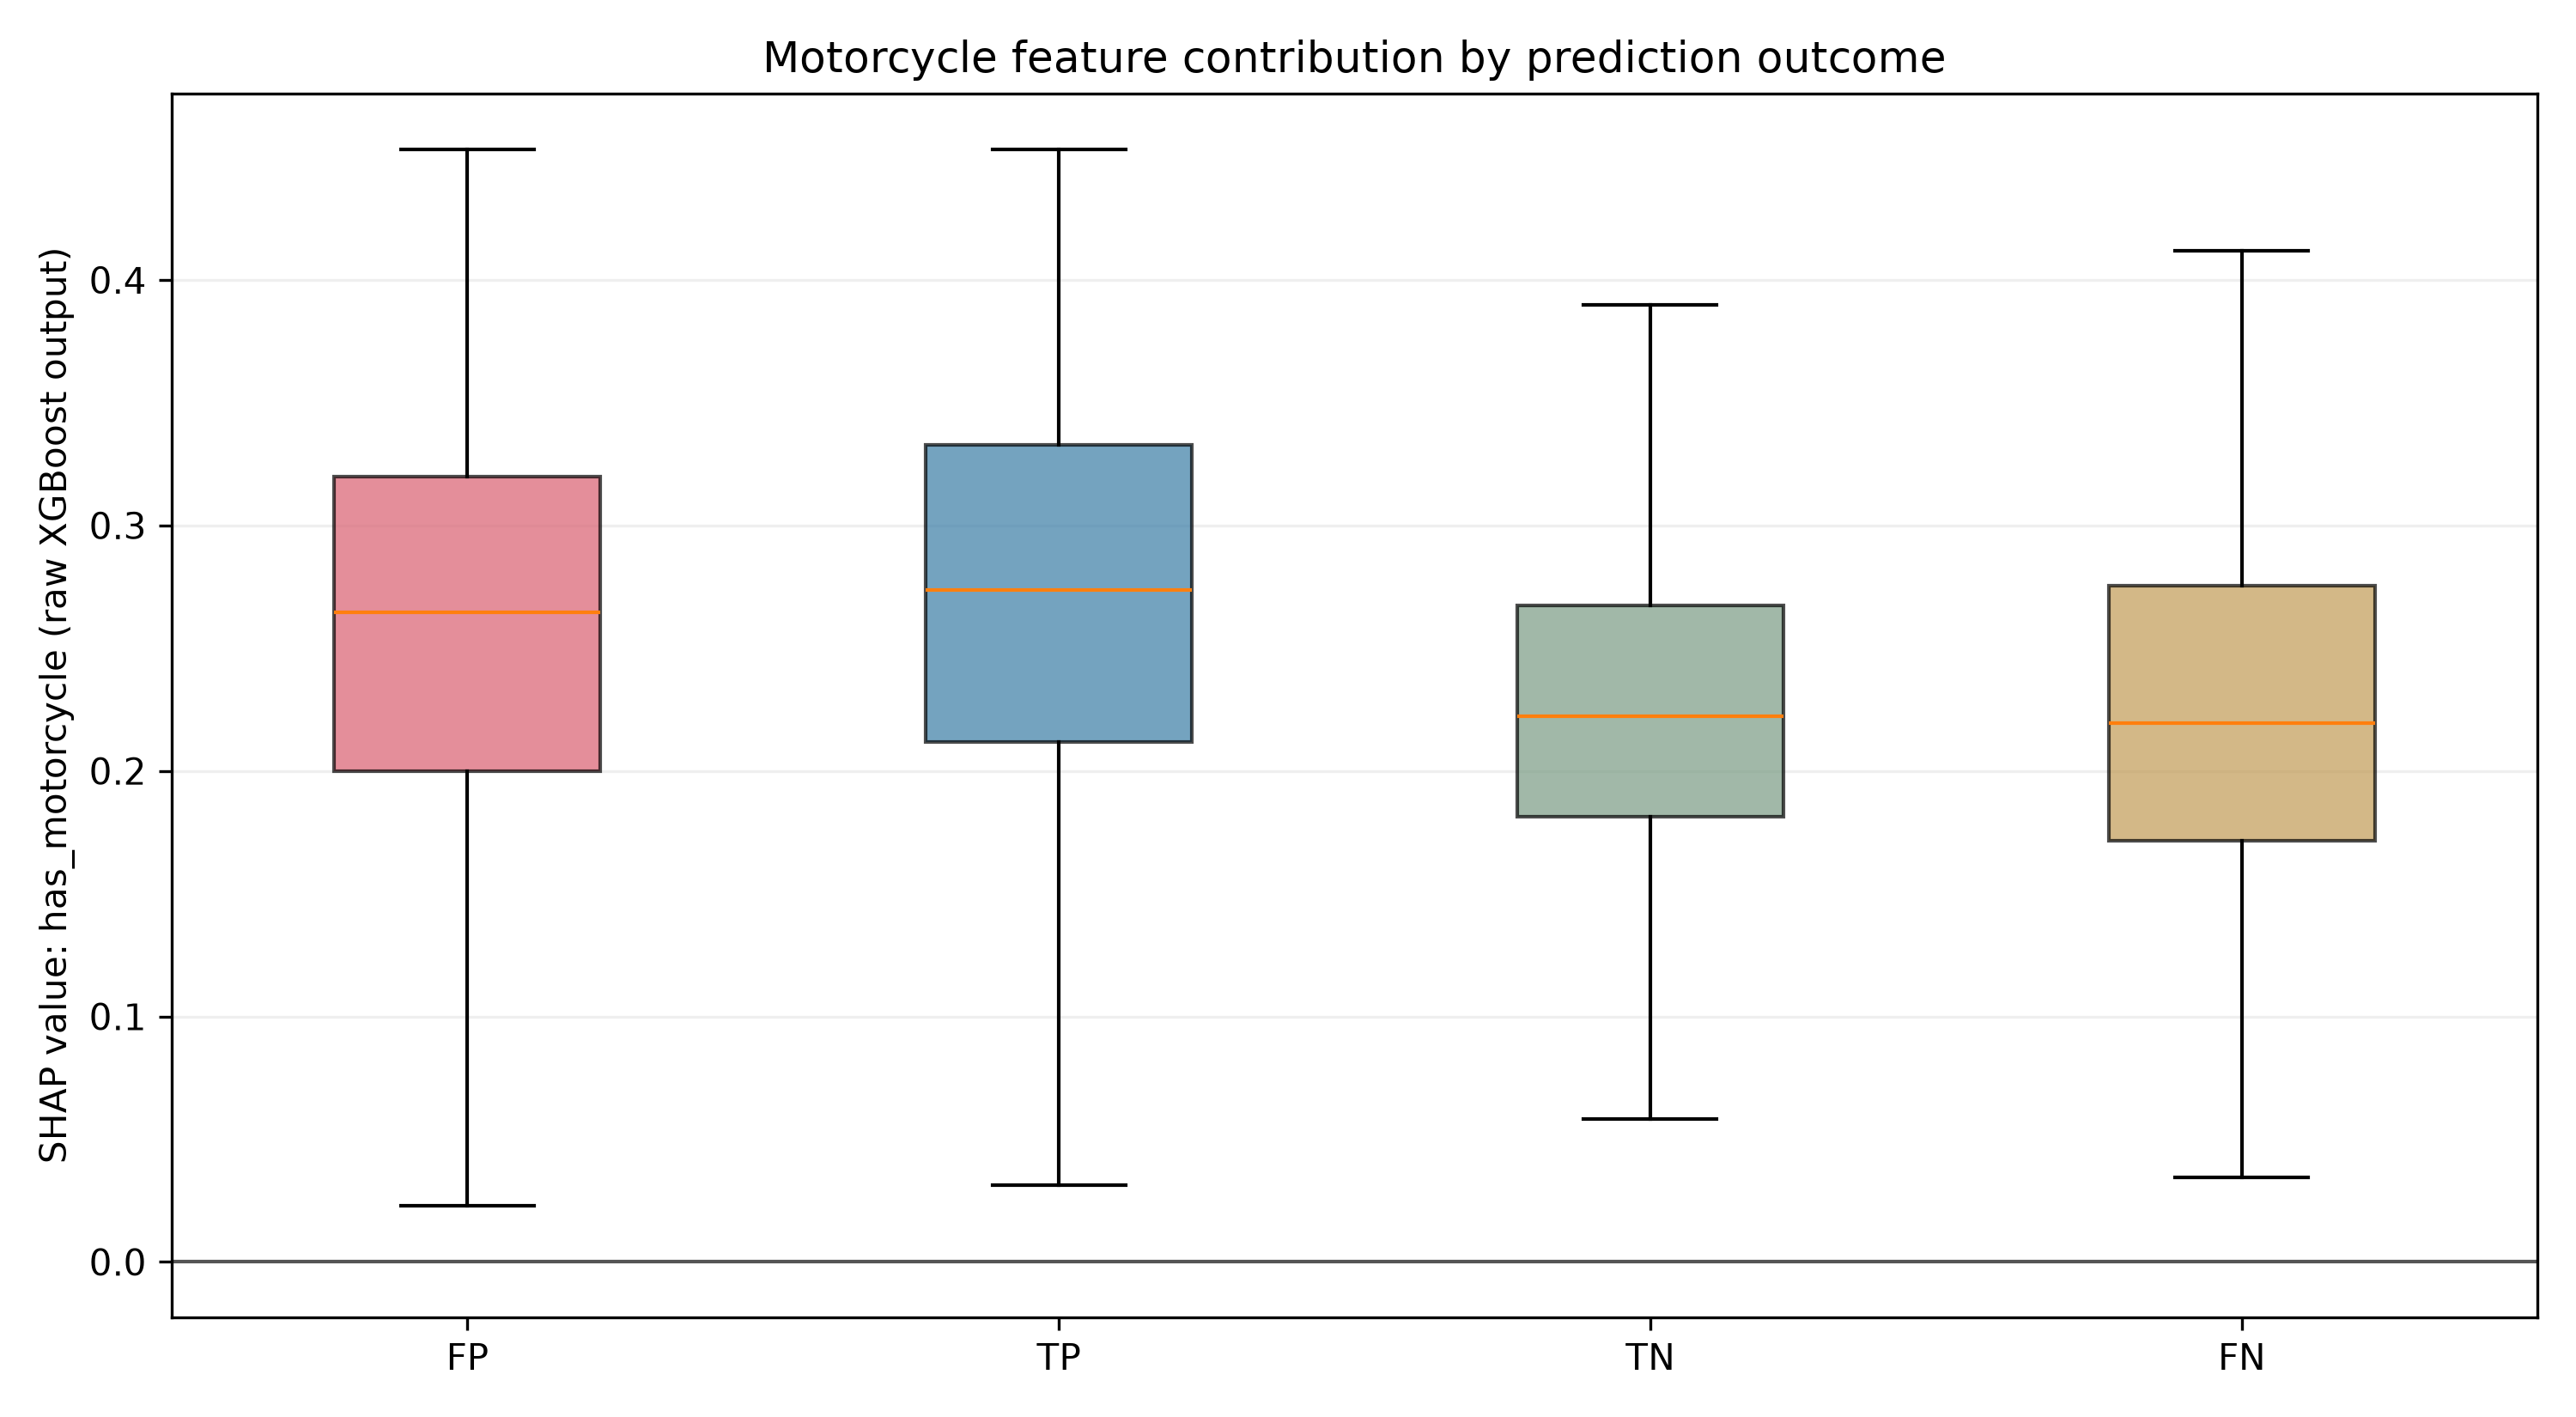 Motorcycle feature contribution by prediction outcome
SHAP value: has_motorcycle (raw XGBoost output)
0.4
0.3
0.2
0.1
0.0
FP TP TN FN